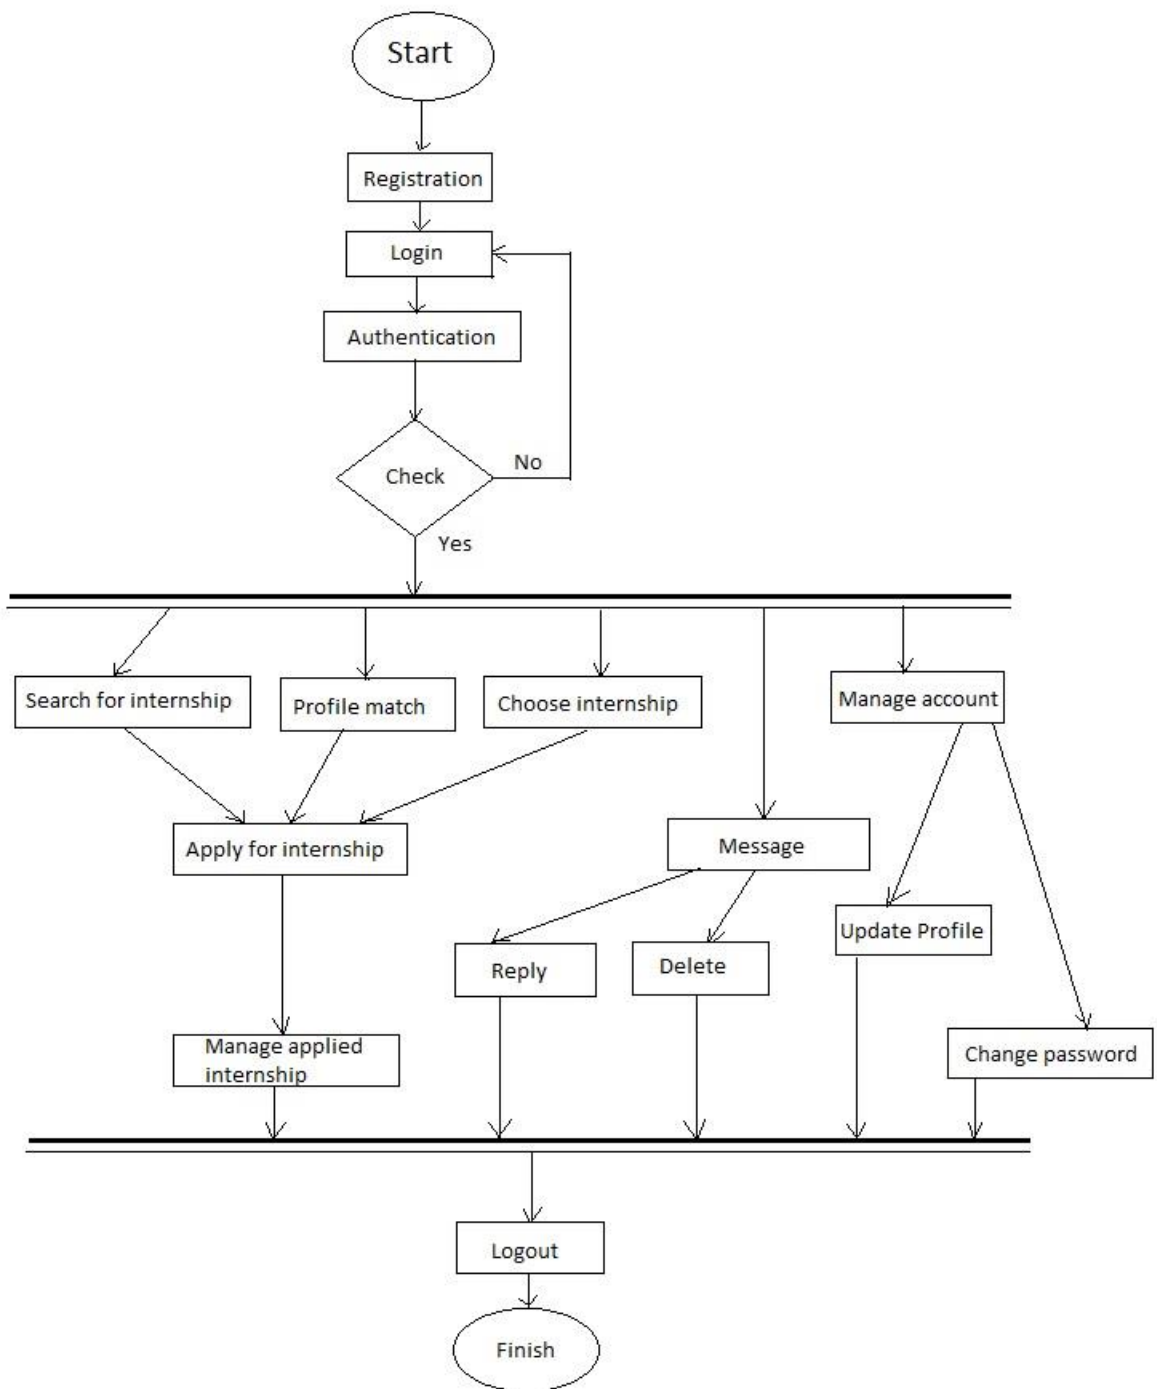 Start
Registration
Login
Authentication
Check
No
Yes
Search for internship
Profile match
Choose internship
Manage account
Apply for internship
Message
Update Profile
Reply
Delete
Manage applied
internship
Change password
Logout
Finish